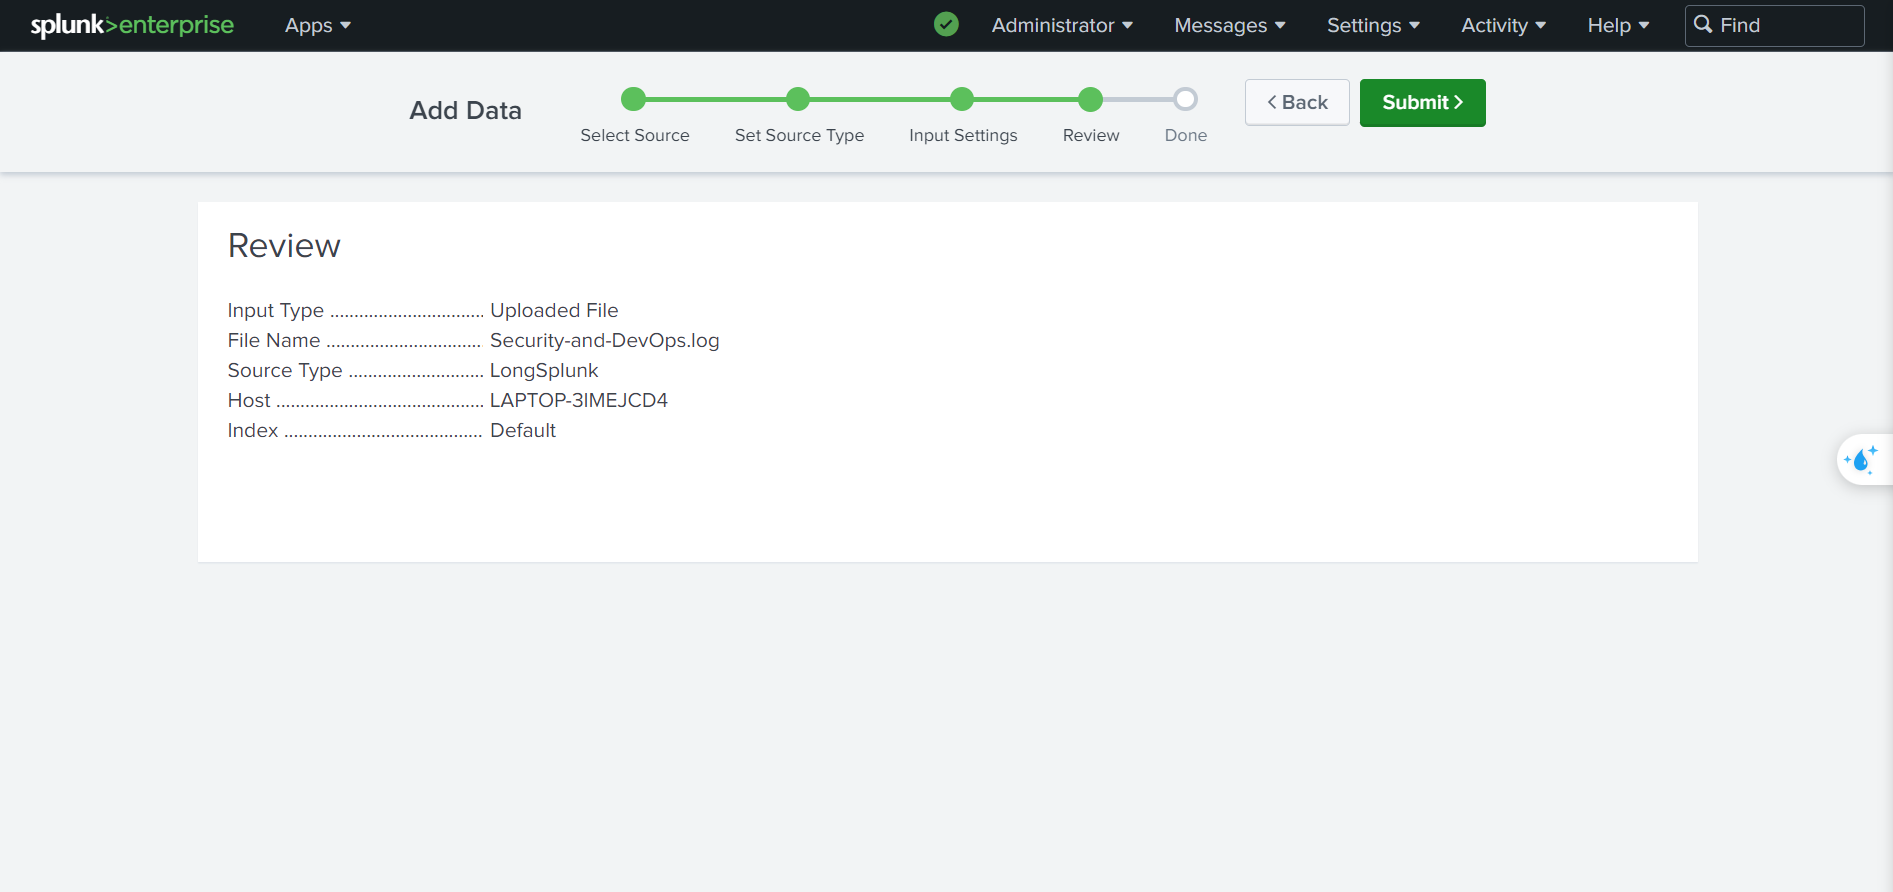 splunk>enterprise Apps Administrator Messages Settings Activity Help Find
Add Data
Select Source Set Source Type Input Settings Review Done
< Back Submit >
Review
Input Type ................................ Uploaded File
File Name ................................ Security-and-DevOps.log
Source Type ............................ LongSplunk
Host ........................................... LAPTOP-3IMEJCD4
Index ......................................... Default